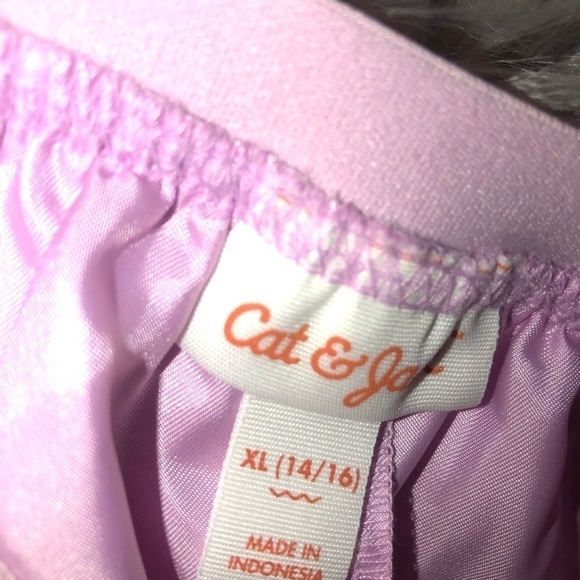 Cat & Jack
XL (14/16)
MADE IN
INDONESIA